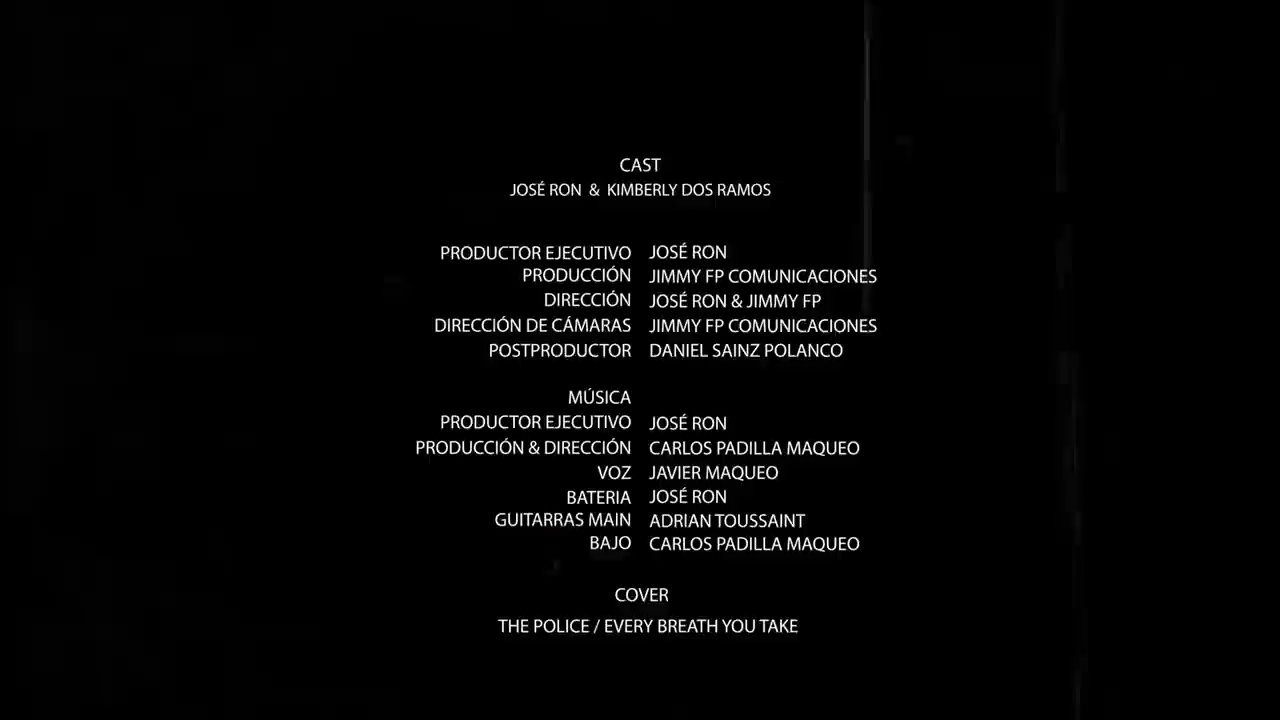 CAST
JOSÉ RON & KIMBERLY DOS RAMOS
PRODUCTOR EJECUTIVO JOSÉ RON
PRODUCCIÓN JIMMY FP COMUNICACIONES
DIRECCIÓN JOSÉ RON & JIMMY FP
DIRECCIÓN DE CÁMARAS JIMMY FP COMUNICACIONES
POSTPRODUCTOR DANIEL SAINZ POLANCO
MÚSICA
PRODUCTOR EJECUTIVO JOSÉ RON
PRODUCCIÓN & DIRECCIÓN CARLOS PADILLA MAQUEO
VOZ JAVIER MAQUEO
BATERIA JOSÉ RON
GUITARRAS MAIN ADRIAN TOUSSAINT
BAJO CARLOS PADILLA MAQUEO
COVER
THE POLICE / EVERY BREATH YOU TAKE